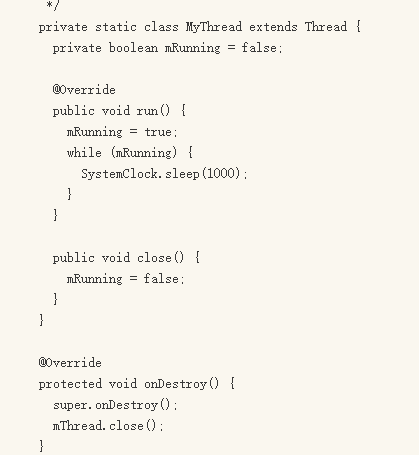 */
private static class MyThread extends Thread {
private boolean mRunning = false;
@Override
public void run() {
mRunning = true;
while (mRunning) {
SystemClock.sleep(1000);
}
}
public void close() {
mRunning = false;
}
}
@Override
protected void onDestroy() {
super.onDestroy();
mThread.close();
}